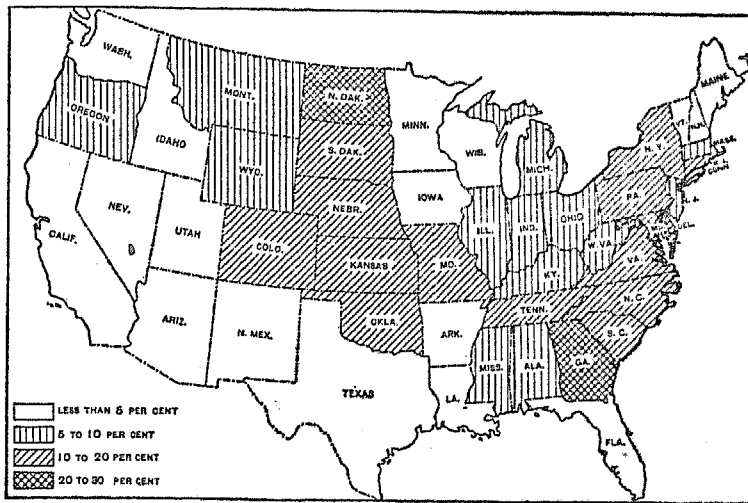 WASH.
MAINE
MONT.
N. DAK.
OREGON
MINN.
VT.
N.H.
IDAHO
S. DAK.
WIS.
N. Y.
MASS.
WYO.
MICH.
R. I.
CONN.
IOWA
PA.
N. J.
NEBR.
NEV.
OHIO
UTAH
ILL.
IND.
DEL.
CALIF.
COLO.
W. VA.
KANSAS
MO.
KY.
VA.
N. C.
TENN.
OKLA.
ARIZ.
N. MEX.
ARK.
S. C.
MISS.
ALA.
GA.
TEXAS
LA.
FLA.
LESS THAN 5 PER CENT
5 TO 10 PER CENT
10 TO 20 PER CENT
20 TO 30 PER CENT